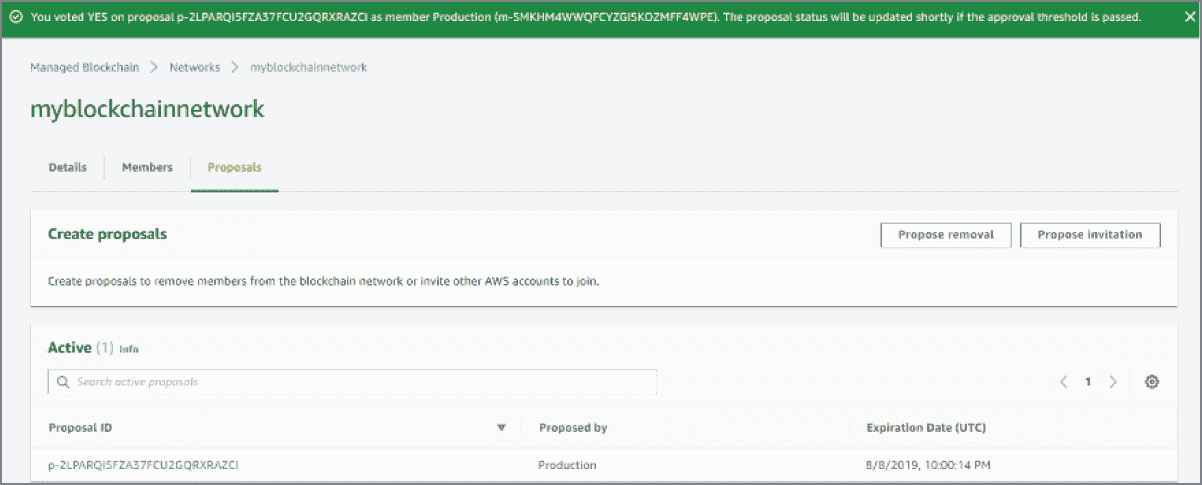 You voted YES on proposal p-2LPARQI5FZA37FCU2GQRXRAZCI as member Production (m-5MKHM4WWQFCYZGI5KOZMFF4WPE). The proposal status will be updated shortly if the approval threshold is passed.
Managed Blockchain > Networks > myblockchainnetwork
myblockchainnetwork
Details Members Proposals
Create proposals Propose removal Propose invitation
Create proposals to remove members from the blockchain network or invite other AWS accounts to join.
Active (1) Info
Search active proposals 1
Proposal ID Proposed by Expiration Date (UTC)
p-2LPARQI5FZA37FCU2GQRXRAZCI Production 8/8/2019, 10:00:14 PM